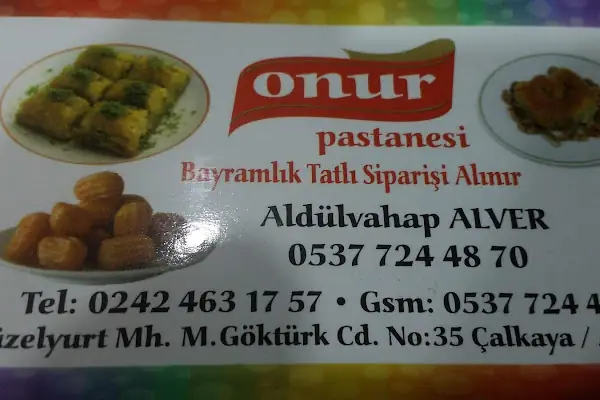 onur
pastanesi
Bayramlık Tatlı Siparişi Alınır
Aldülvahap ALVER
0537 724 48 70
Tel: 0242 463 17 57 • Gsm: 0537 724 4
üzelyurt Mh. M.Göktürk Cd. No:35 Çalkaya /